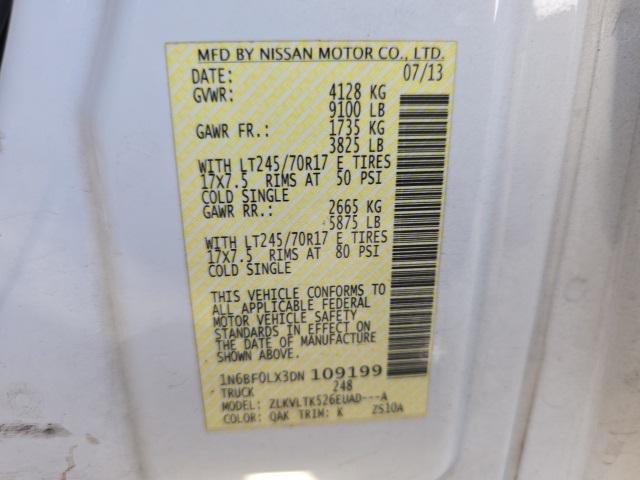 MFD BY NISSAN MOTOR CO., LTD.
DATE: 07/13
GVWR: 4128 KG
9100 LB
GAWR FR.: 1735 KG
3825 LB
WITH LT245/70R17 E TIRES
17X7.5 RIMS AT 50 PSI
COLD SINGLE
GAWR RR.: 2665 KG
5875 LB
WITH LT245/70R17 E TIRES
17X7.5 RIMS AT 80 PSI
COLD SINGLE
THIS VEHICLE CONFORMS TO
ALL APPLICABLE FEDERAL
MOTOR VEHICLE SAFETY
STANDARDS IN EFFECT ON
THE DATE OF MANUFACTURE
SHOWN ABOVE.
1N6BF0LX3DN 109199
TRUCK 248
MODEL: ZLKVLTK526EUAD---A
COLOR: QAK TRIM: K ZS10A